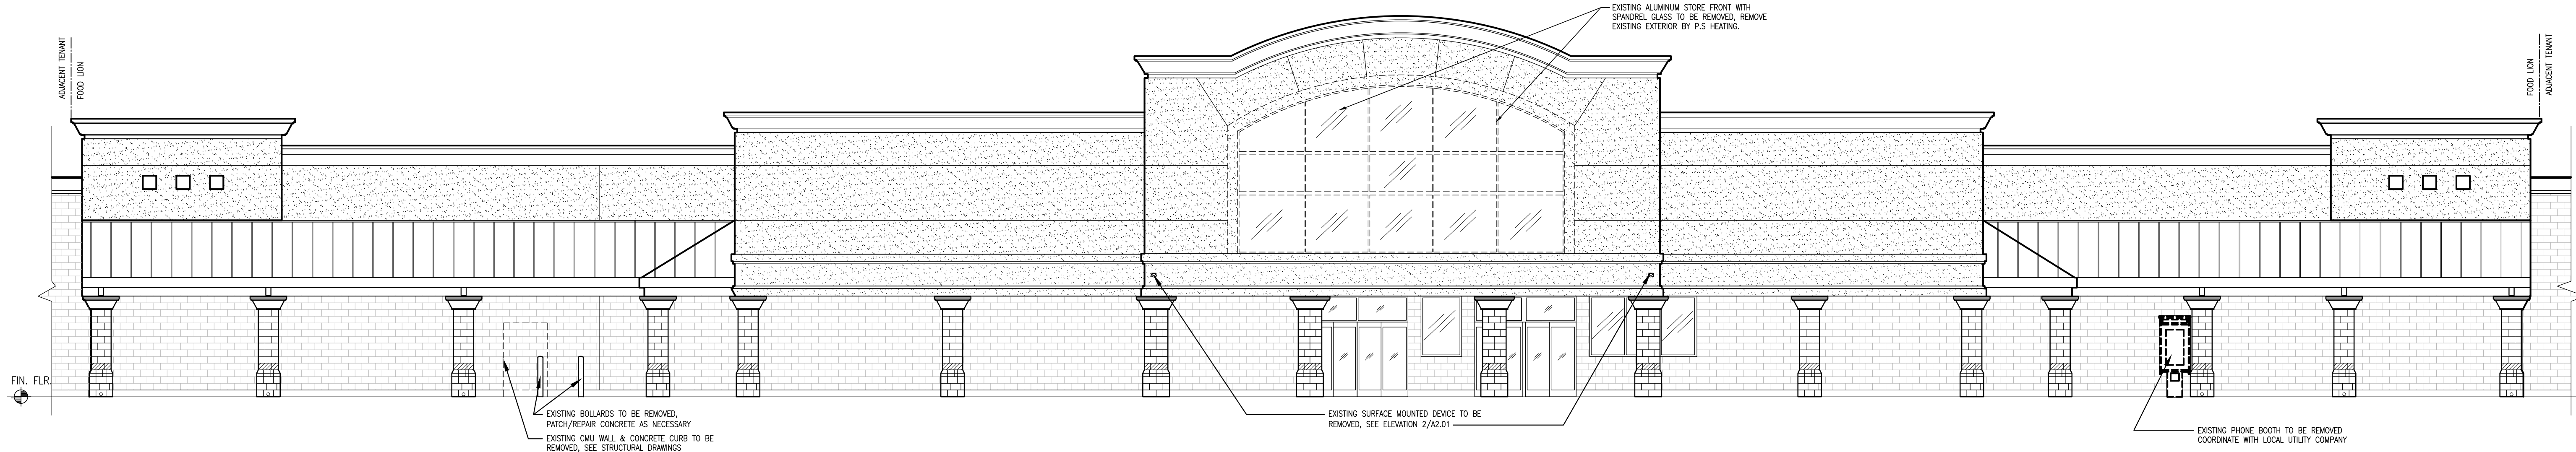 EXISTING ALUMINUM STORE FRONT WITH
SPANDREL GLASS TO BE REMOVED, REMOVE
EXISTING EXTERIOR BY P.S HEATING.
ADJACENT TENANT
FOOD LION
FOOD LION
ADJACENT TENANT
FIN. FLR.
EXISTING BOLLARDS TO BE REMOVED,
PATCH/REPAIR CONCRETE AS NECESSARY
EXISTING CMU WALL & CONCRETE CURB TO BE
REMOVED, SEE STRUCTURAL DRAWINGS
EXISTING SURFACE MOUNTED DEVICE TO BE
REMOVED, SEE ELEVATION 2/A2.01
EXISTING PHONE BOOTH TO BE REMOVED
COORDINATE WITH LOCAL UTILITY COMPANY